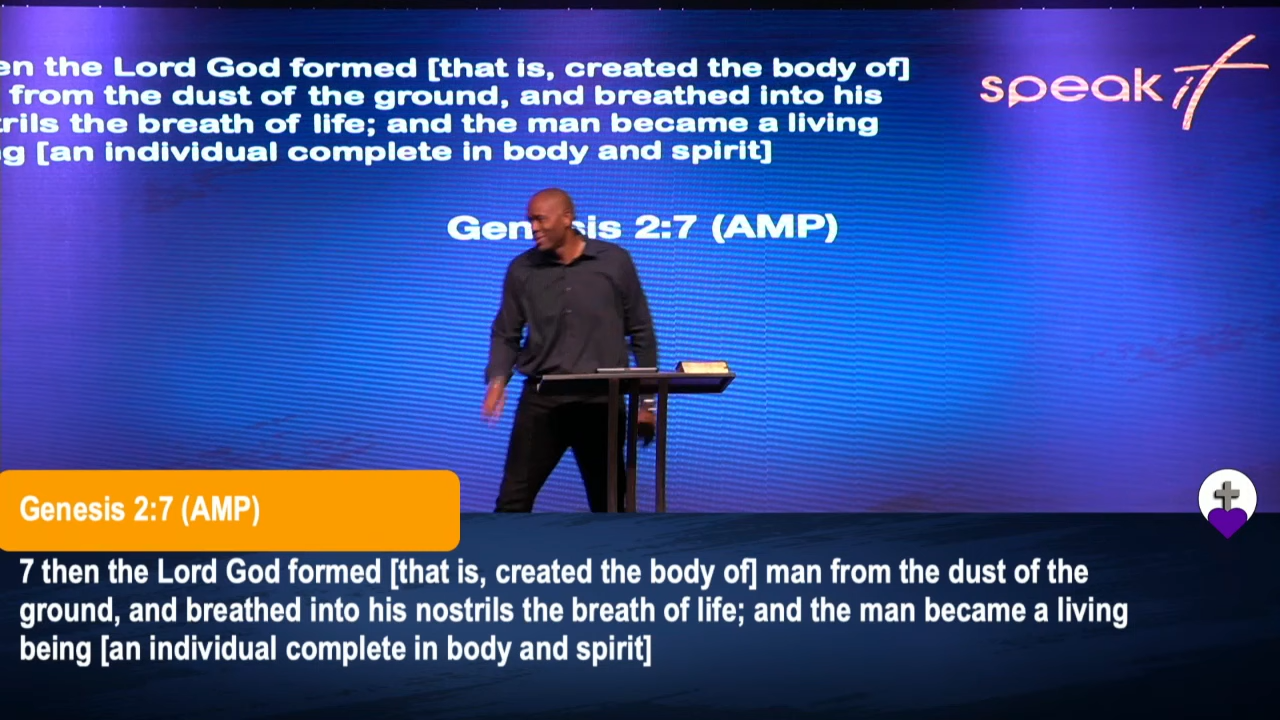 en the Lord God formed [that is, created the body of]
from the dust of the ground, and breathed into his
trils the breath of life; and the man became a living
g [an individual complete in body and spirit]
speak it
Genesis 2:7 (AMP)
Genesis 2:7 (AMP)
7 then the Lord God formed [that is, created the body of] man from the dust of the
ground, and breathed into his nostrils the breath of life; and the man became a living
being [an individual complete in body and spirit]